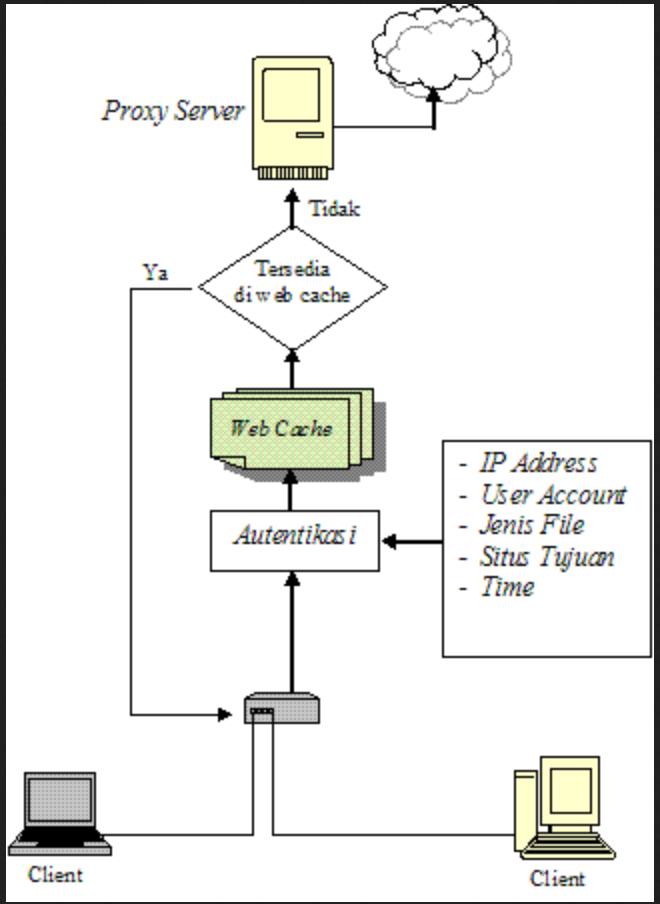 Proxy Server
Tidak
Ya
Tersedia
di web cache
Web Cache
Autentikasi
- IP Address
- User Account
- Jenis File
- Situs Tujuan
- Time
Client
Client